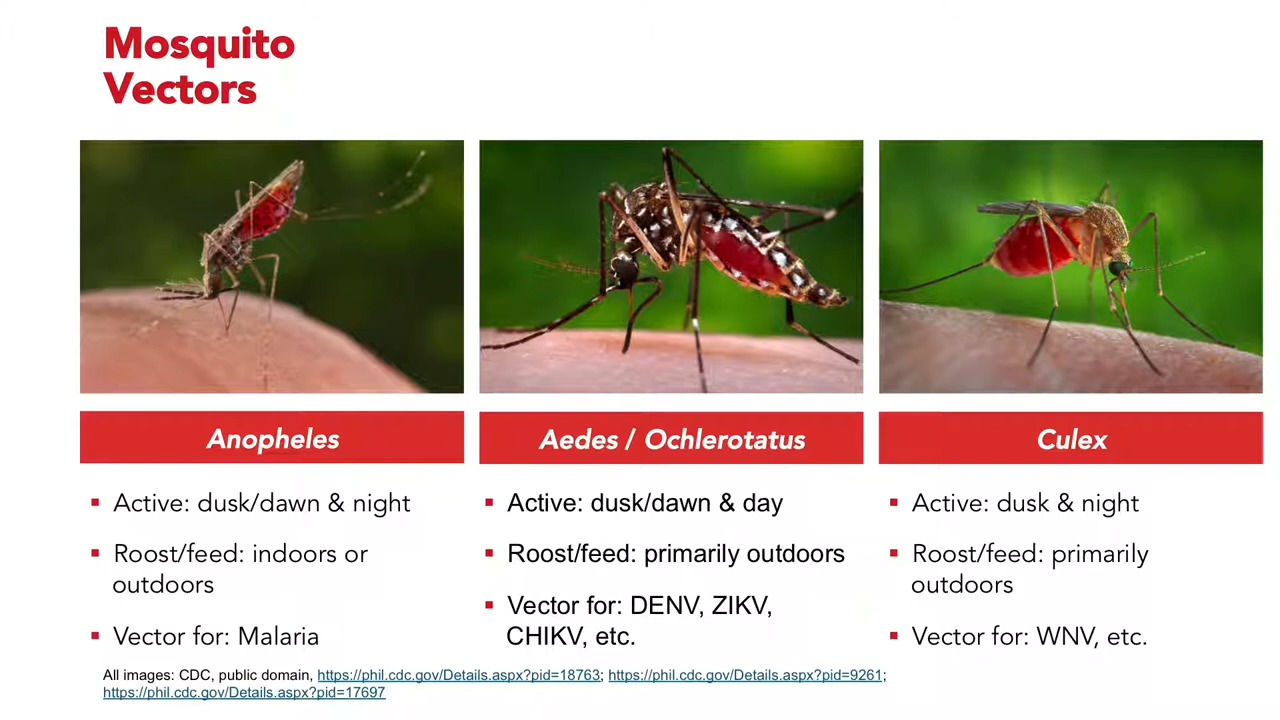 Mosquito
Vectors
Anopheles
Aedes / Ochlerotatus
Culex
▪ Active: dusk/dawn & night
▪ Roost/feed: indoors or
outdoors
▪ Vector for: Malaria
▪ Active: dusk/dawn & day
▪ Roost/feed: primarily outdoors
▪ Vector for: DENV, ZIKV,
CHIKV, etc.
▪ Active: dusk & night
▪ Roost/feed: primarily
outdoors
▪ Vector for: WNV, etc.
All images: CDC, public domain, https://phil.cdc.gov/Details.aspx?pid=18763; https://phil.cdc.gov/Details.aspx?pid=9261;
https://phil.cdc.gov/Details.aspx?pid=17697